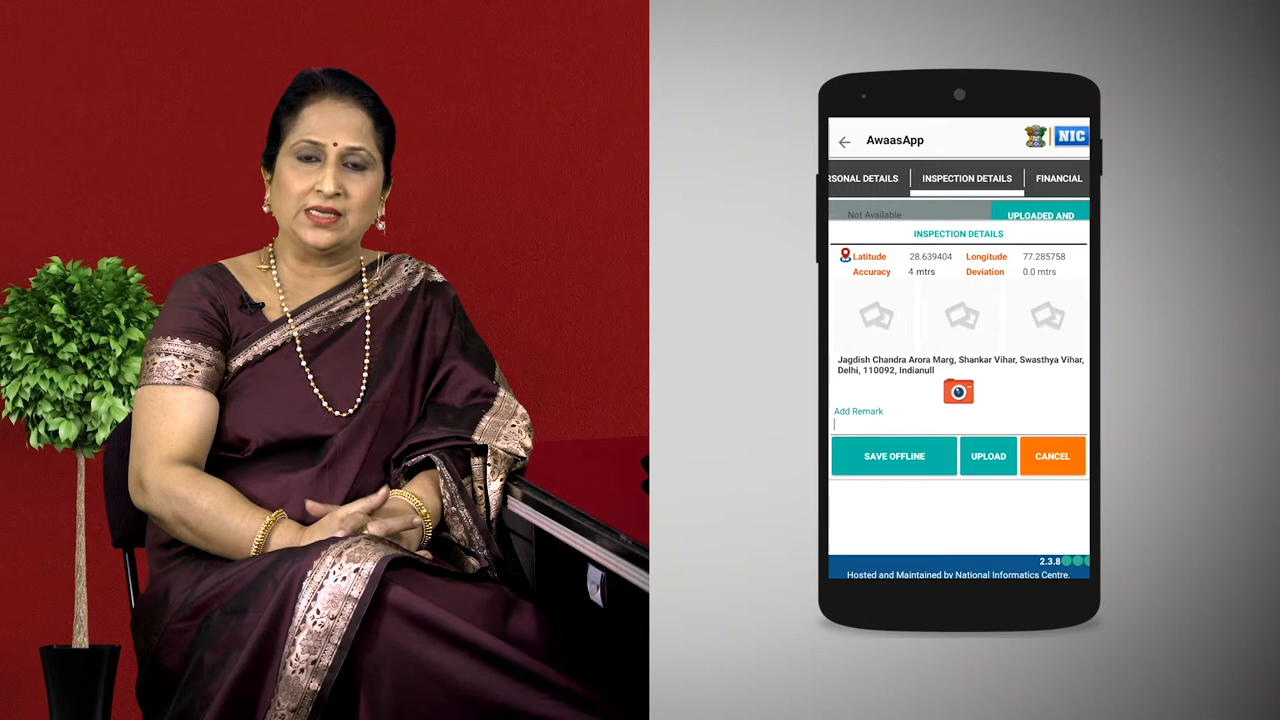 AwaasApp
NIC
RSONAL DETAILS
INSPECTION DETAILS
FINANCIAL
Not Available
UPLOADED AND
INSPECTION DETAILS
Latitude 28.639404 Longitude 77.285758
Accuracy 4 mtrs Deviation 0.0 mtrs
Jagdish Chandra Arora Marg, Shankar Vihar, Swasthya Vihar,
Delhi, 110092, Indianull
Add Remark
SAVE OFFLINE
UPLOAD
CANCEL
2.3.8
Hosted and Maintained by National Informatics Centre.